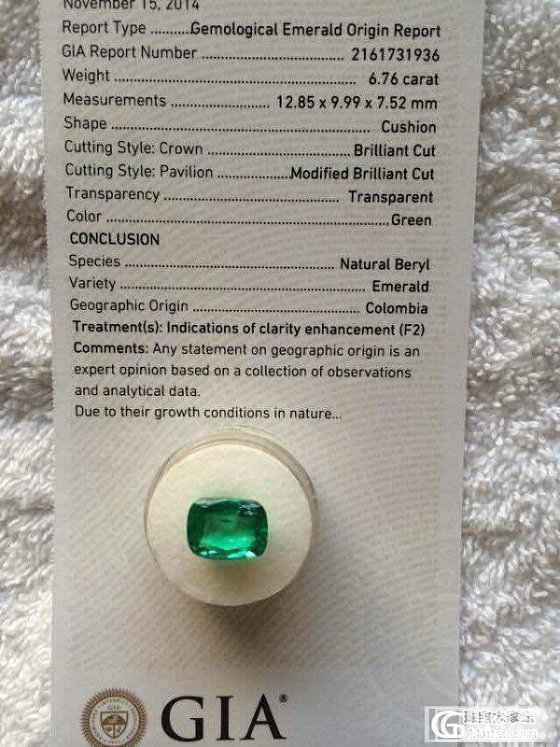 November 15, 2014
Report Type ..........Gemological Emerald Origin Report
GIA Report Number .................................. 2161731936
Weight ............................................................ 6.76 carat
Measurements ........................ 12.85 x 9.99 x 7.52 mm
Shape ............................................................... Cushion
Cutting Style: Crown .................................. Brilliant Cut
Cutting Style: Pavilion .................Modified Brilliant Cut
Transparency ........................................... Transparent
Color .....................................................................Green
CONCLUSION
Species .................................................. Natural Beryl
Variety ........................................................... Emerald
Geographic Origin ........................................ Colombia
Treatment(s): Indications of clarity enhancement (F2)
Comments: Any statement on geographic origin is an
expert opinion based on a collection of observations
and analytical data.
Due to their growth conditions in nature...
GIA®